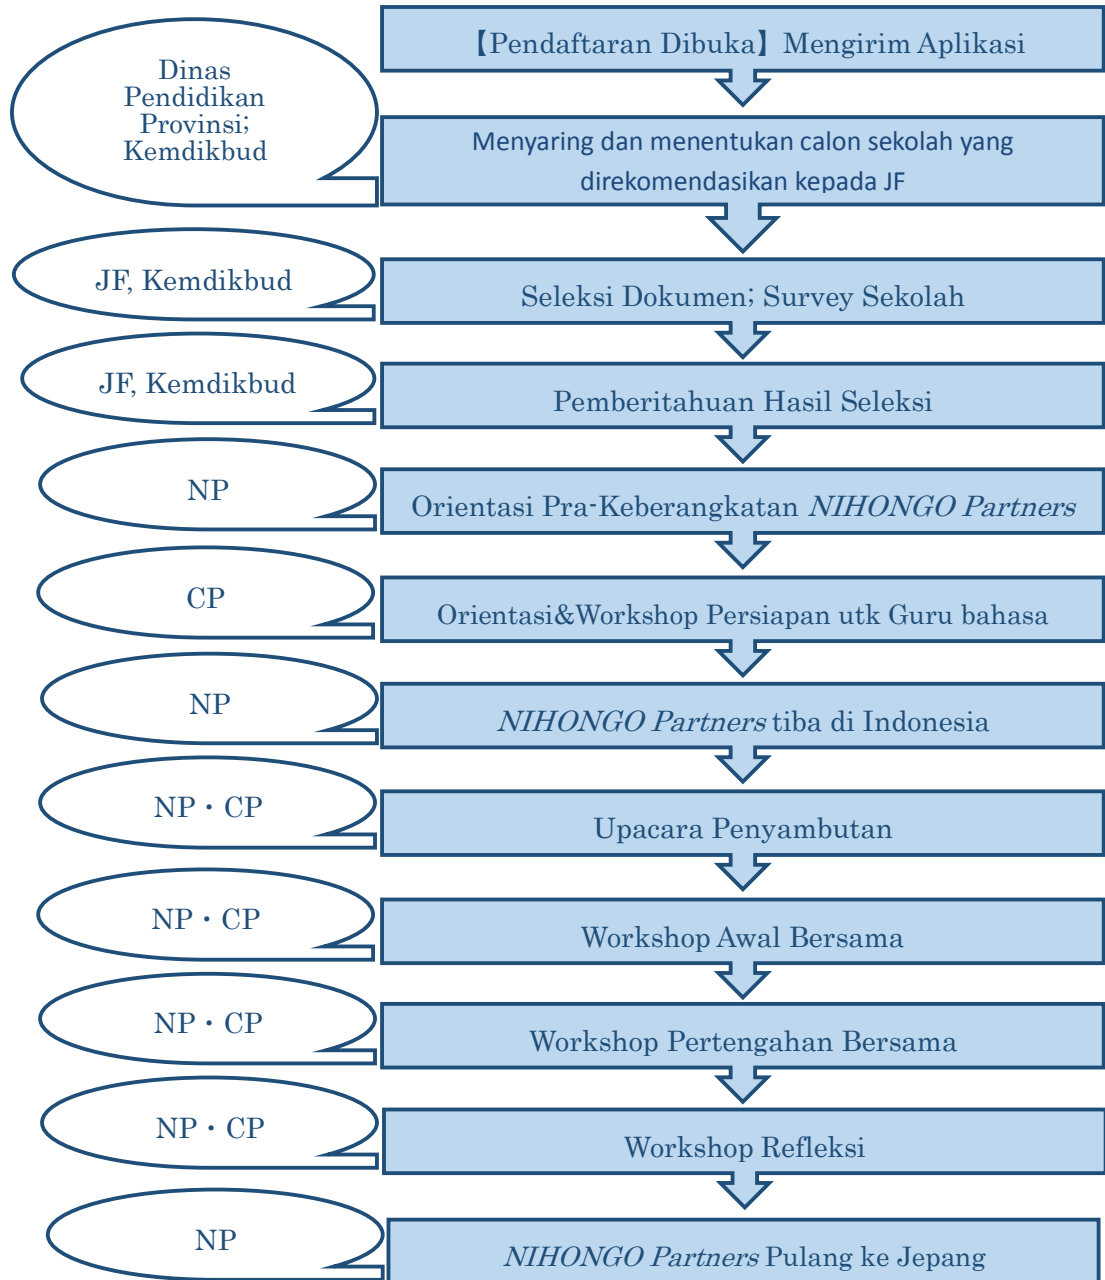 【Pendaftaran Dibuka】Mengirim Aplikasi
Dinas
Pendidikan
Provinsi;
Kemdikbud
Menyaring dan menentukan calon sekolah yang
direkomendasikan kepada JF
JF, Kemdikbud
Seleksi Dokumen; Survey Sekolah
JF, Kemdikbud
Pemberitahuan Hasil Seleksi
NP
Orientasi Pra-Keberangkatan NIHONGO Partners
CP
Orientasi&Workshop Persiapan utk Guru bahasa
NP
NIHONGO Partners tiba di Indonesia
NP・CP
Upacara Penyambutan
NP・CP
Workshop Awal Bersama
NP・CP
Workshop Pertengahan Bersama
NP・CP
Workshop Refleksi
NP
NIHONGO Partners Pulang ke Jepang